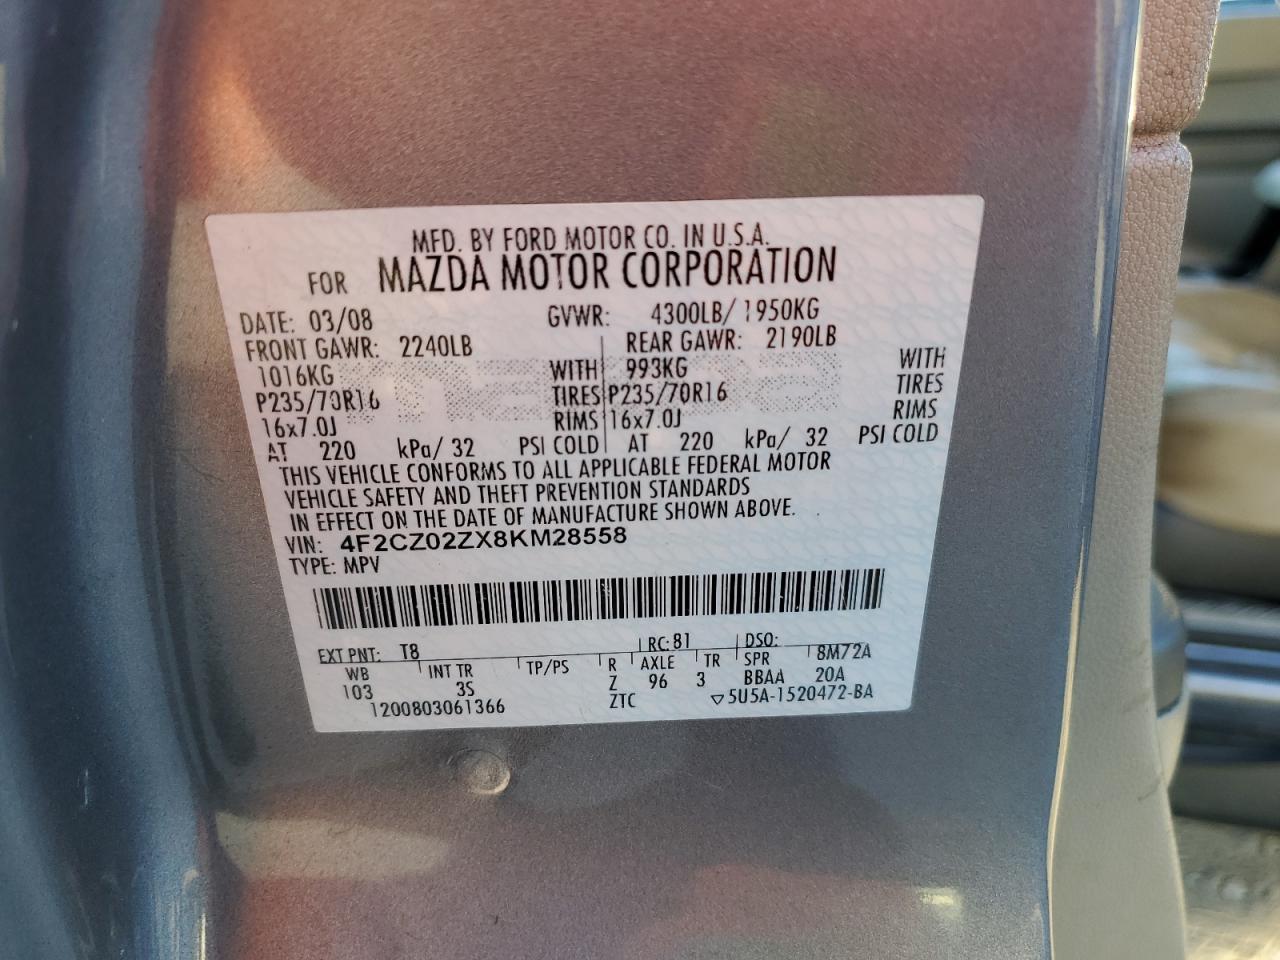 MFD. BY FORD MOTOR CO. IN U.S.A.
FOR MAZDA MOTOR CORPORATION
DATE: 03/08 GVWR: 4300LB/ 1950KG
FRONT GAWR: 2240LB REAR GAWR: 2190LB
1016KG WITH 993KG WITH
P235/70R16 TIRES P235/70R16 TIRES
16x7.0J RIMS 16x7.0J RIMS
AT 220 kPa/ 32 PSI COLD AT 220 kPa/ 32 PSI COLD
THIS VEHICLE CONFORMS TO ALL APPLICABLE FEDERAL MOTOR
VEHICLE SAFETY AND THEFT PREVENTION STANDARDS
IN EFFECT ON THE DATE OF MANUFACTURE SHOWN ABOVE.
VIN: 4F2CZ02ZX8KM28558
TYPE: MPV
EXT PNT: T8 RC: 81 DSO:
WB INT TR TP/PS R AXLE TR SPR 8M72A
103 3S Z 96 3 BBAA 20A
1200803061366 ZTC ▽5U5A-1520472-BA